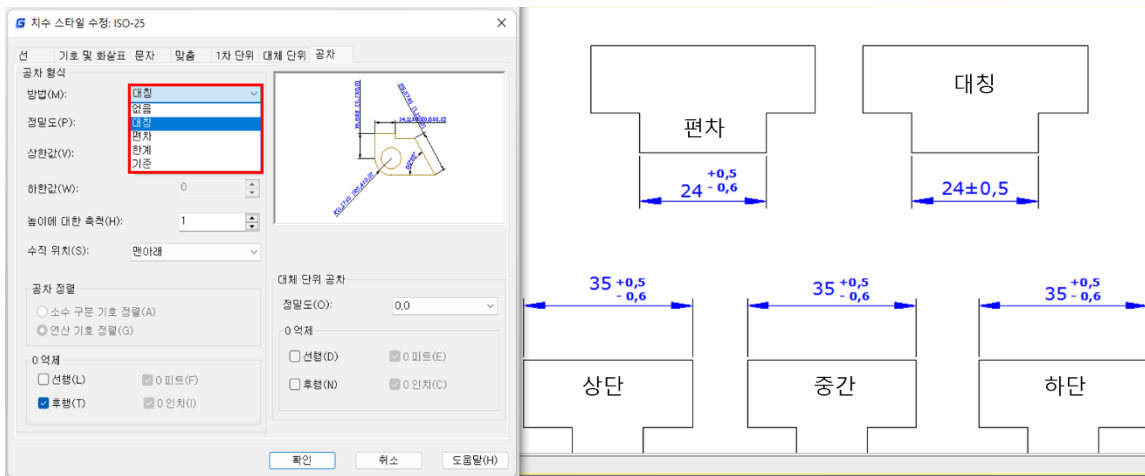 치수 스타일 수정: ISO-25
선 기호 및 화살표 문자 맞춤 1차 단위 대체 단위 공차
공차 형식
방법(M): 대칭
없음
대칭
편차
한계
기준
정밀도(P):
상한값(V):
하한값(W): 0
높이에 대한 축척(H): 1
수직 위치(S): 맨아래
공차 정렬
소수 구분 기호 정렬(A)
연산 기호 정렬(G)
0 억제
선행(L) 0 피트(F)
후행(T) 0 인치(I)
대체 단위 공차
정밀도(O): 0,0
0 억제
선행(D) 0 피트(E)
후행(N) 0 인치(C)
확인 취소 도움말(H)
편차
24 +0,5 - 0,6
대칭
24±0,5
35 +0,5 - 0,6
상단
35 +0,5 - 0,6
중간
35 +0,5 - 0,6
하단